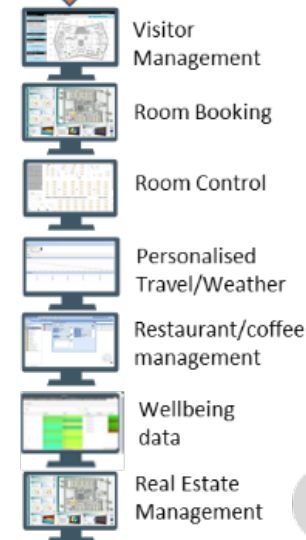 Visitor
Management
Room Booking
Room Control
Personalised
Travel/Weather
Restaurant/coffee
management
Wellbeing
data
Real Estate
Management